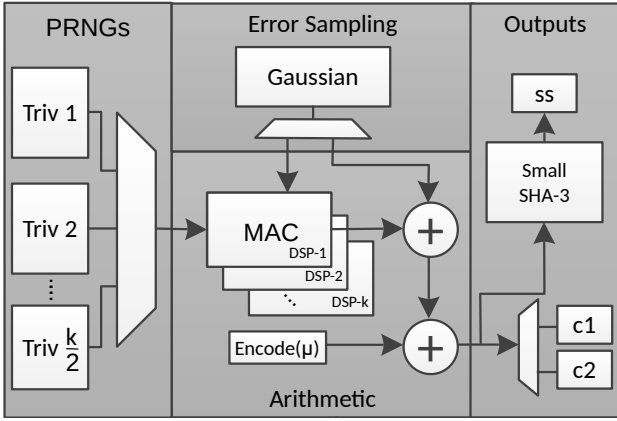 PRNGs
Error Sampling
Outputs
Triv 1
Triv 2
Triv k/2
Gaussian
MAC
DSP-1
DSP-2
DSP-k
+
+
Encode(μ)
Arithmetic
ss
Small
SHA-3
c1
c2